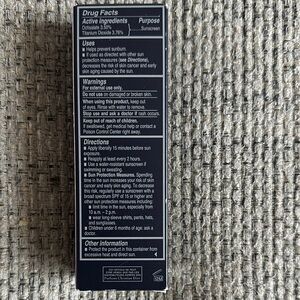 Drug Facts
Active ingredients Purpose
Octinoxate 3.50%
Titanium Dioxide 3.76% Sunscreen
Uses
■ Helps prevent sunburn
■ If used as directed with other sun
protection measures (see Directions),
decreases the risk of skin cancer and early
skin aging caused by the sun.
Warnings
For external use only.
Do not use on damaged or broken skin.
When using this product, keep out
of eyes. Rinse with water to remove.
Stop use and ask a doctor if rash occurs.
Keep out of reach of children.
If swallowed, get medical help or contact a
Poison Control Center right away.
Directions
■ Apply liberally 15 minutes before sun
exposure
■ Reapply at least every 2 hours.
■ Use a water-resistant sunscreen if
swimming or sweating.
■ Sun Protection Measures. Spending
time in the sun increases your risk of skin
cancer and early skin aging. To decrease
this risk, regularly use a sunscreen with a
broad spectrum SPF of 15 or higher and
other sun protection measures including:
■ limit time in the sun, especially from
10 a.m. – 2 p.m.
■ wear long-sleeve shirts, pants, hats,
and sunglasses.
■ Children under 6 months of age: ask a
doctor.
Other information
■ Protect the product in this container from
excessive heat and direct sun.